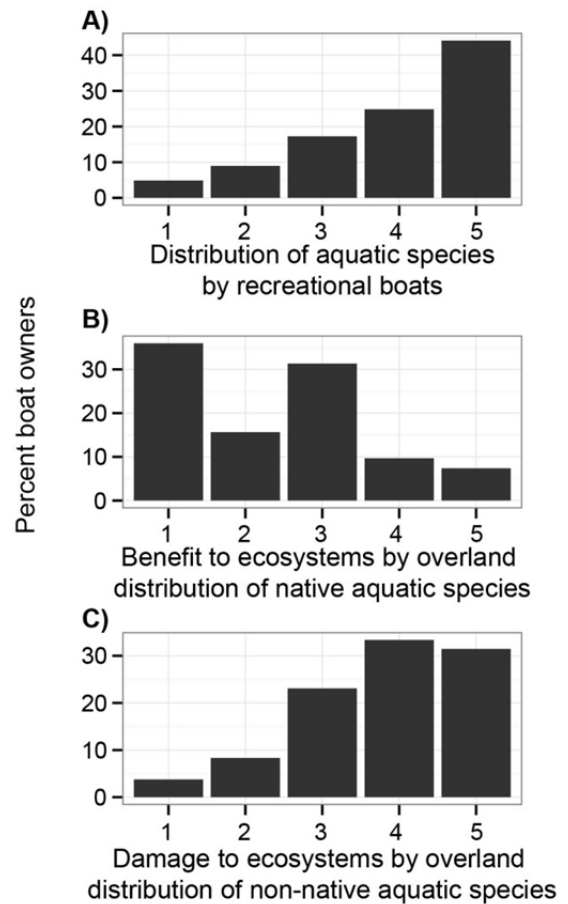 Percent boat owners
A)
40
30
20
10
0
1 2 3 4 5
Distribution of aquatic species
by recreational boats
B)
30
20
10
0
1 2 3 4 5
Benefit to ecosystems by overland
distribution of native aquatic species
C)
30
20
10
0
1 2 3 4 5
Damage to ecosystems by overland
distribution of non-native aquatic species